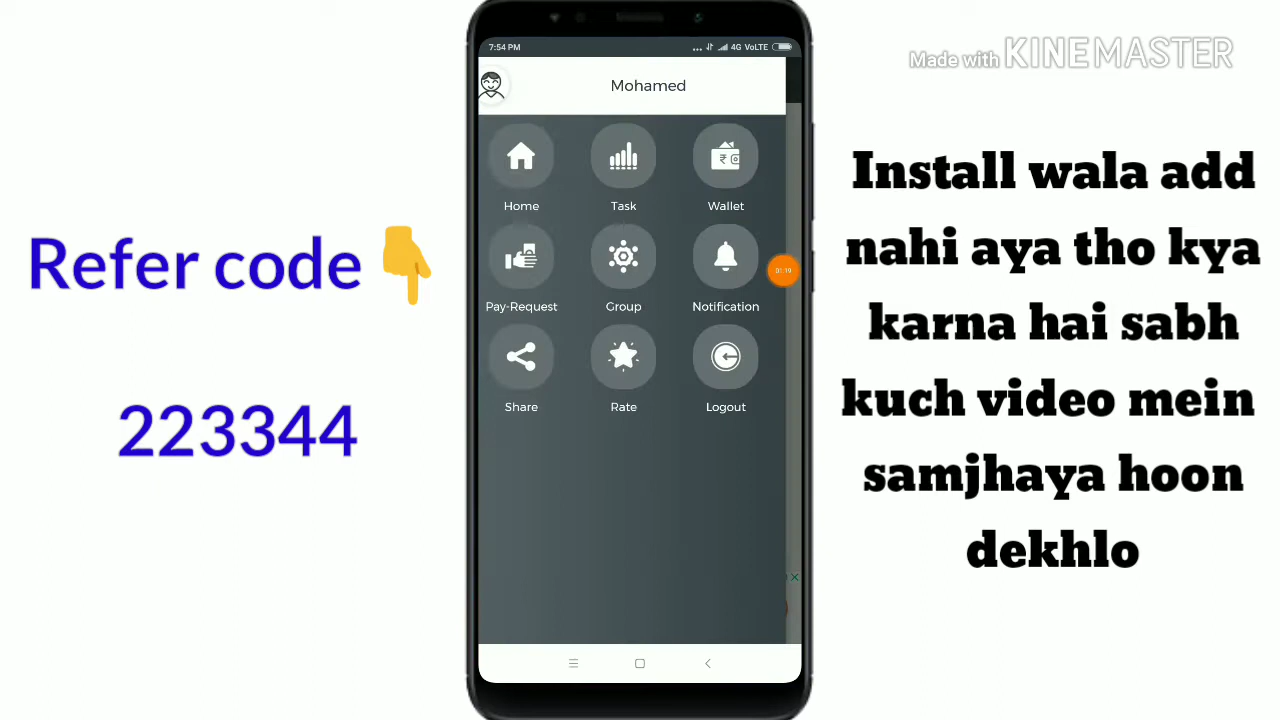 Made with KINEMASTER
7:54 PM
4G VoLTE
Mohamed
Home
Task
Wallet
Pay-Request
Group
Notification
Share
Rate
Logout
01:19
Refer code
223344
Install wala add
nahi aya tho kya
karna hai sabh
kuch video mein
samjhaya hoon
dekhlo